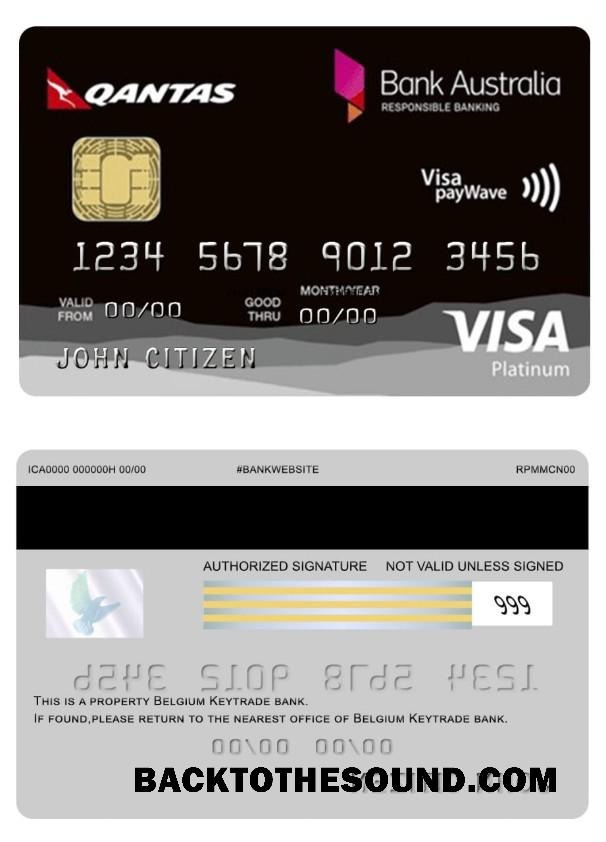 QANTAS
Bank Australia
RESPONSIBLE BANKING
Visa
payWave
1234 5678 9012 3456
MONTH/YEAR
VALID FROM 00/00 GOOD THRU 00/00
JOHN CITIZEN
VISA
Platinum
ICA0000 000000H 00/00 #BANKWEBSITE RPMMCN00
AUTHORIZED SIGNATURE NOT VALID UNLESS SIGNED
999
THIS IS A PROPERTY BELGIUM KEYTRADE BANK.
IF FOUND,PLEASE RETURN TO THE NEAREST OFFICE OF BELGIUM KEYTRADE BANK.
00/00 00/00
BACKTOTHESOUND.COM